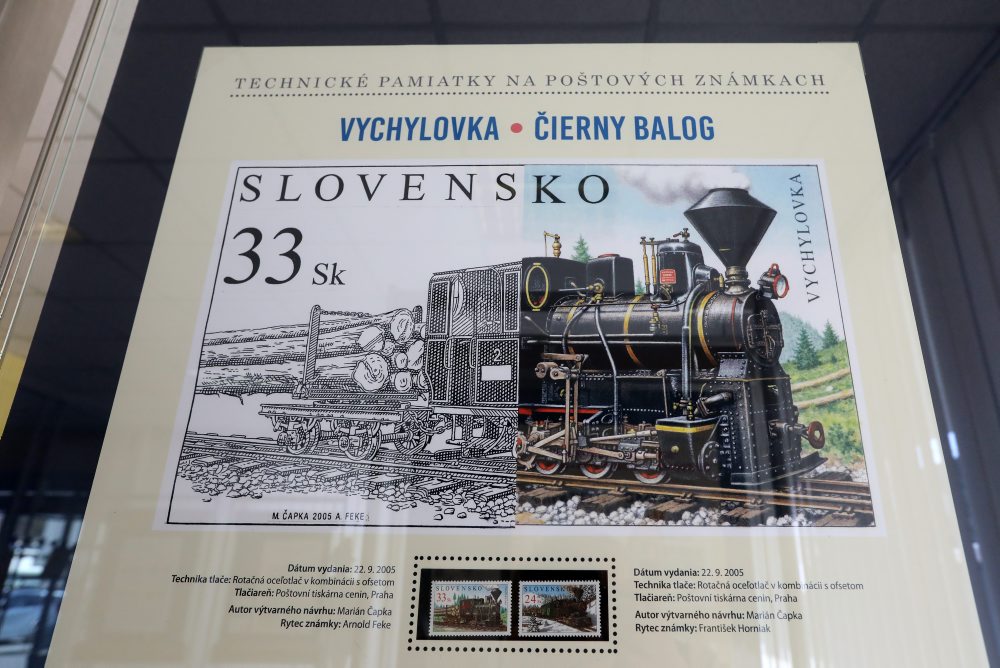 TECHNICKÉ PAMIATKY NA POŠTOVÝCH ZNÁMKACH
VYCHYLOVKA • ČIERNY BALOG
SLOVENSKO
33 Sk
VYCHYLOVKA
2
M. ČAPKA 2005 A. FEKE
Dátum vydania: 22. 9. 2005
Technika tlače: Rotačná oceľotlač v kombinácii s ofsetom
Tlačiareň: Poštovní tiskárna cenin, Praha
Autor výtvarného návrhu: Marián Čapka
Rytec známky: Arnold Feke
SLOVENSKO
33
SLOVENSKO
24
Dátum vydania: 22. 9. 2005
Technika tlače: Rotačná oceľotlač v kombinácii s ofsetom
Tlačiareň: Poštovní tiskárna cenin, Praha
Autor výtvarného návrhu: Marián Čapka
Rytec známky: František Horniak